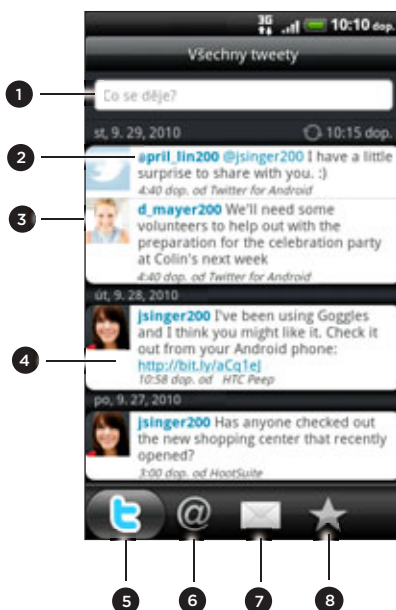 3G 10:10 dop.
Všechny tweety
1
Co se děje?
st, 9. 29, 2010 10:15 dop.
2
april_lin200 @jsinger200 I have a little
surprise to share with you. :)
4:40 dop. od Twitter for Android
3
d_mayer200 We'll need some
volunteers to help out with the
preparation for the celebration party
at Colin's next week
4:40 dop. od Twitter for Android
út, 9. 28, 2010
4
jsinger200 I've been using Goggles
and I think you might like it. Check it
out from your Android phone:
http://bit.ly/aCq1eJ
10:58 dop. od HTC Peep
po, 9. 27, 2010
jsinger200 Has anyone checked out
the new shopping center that recently
opened?
3:00 dop. od HootSuite
@
5 6 7 8